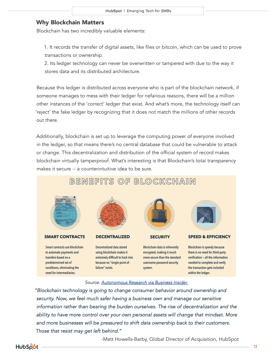 HubSpot | Emerging Tech for SMBs
Why Blockchain Matters
Blockchain has two incredibly valuable elements:
1. It records the transfer of digital assets, like files or bitcoin, which can be used to prove
transactions or ownership.
2. Its ledger technology can never be overwritten or tampered with due to the way it
stores data and its distributed architecture.
Because this ledger is distributed across everyone who is part of the blockchain network, if
someone manages to mess with their ledger for nefarious reasons, there will be a million
other instances of the 'correct' ledger that exist. And what's more, the technology itself can
'reject' the fake ledger by recognising that it does not match the millions of other records
out there.
Additionally, blockchain is set up to leverage the computing power of everyone involved
in the ledger, so that means there's no central database that could be vulnerable to attack
or change. This decentralization and distribution of the official system of record makes
blockchain virtually tamperproof. What's interesting is that Blockchain's total transparency
makes it secure -- a counterintuitive idea to be sure.
BENEFITS OF BLOCKCHAIN
SMART CONTRACTS
Smart contracts use blockchain
to automate payments and
transfers based on a
predetermined set of
conditions, eliminating the
need for intermediaries.
DECENTRALIZED
Decentralized data stored
using blockchain makes it
extremely difficult to hack into
because no "single point of
failure" exists.
SECURITY
Blockchain data is inherently
encrypted, making it much
more secure than the standard
username-password security
system.
SPEED & EFFICIENCY
Blockchain is speedy because
there is no need for third-party
verification - all the information
needed to complete and verify
the transaction gets included
within the ledger.
Source: Autonomous Research via Business Insider
"Blockchain technology is going to change consumer behavior around ownership and
security. Now, we feel much safer having a business own and manage our sensitive
information rather than bearing the burden ourselves. The rise of decentralization and the
ability to have more control over your own personal assets will change that mindset. More
and more businesses will be pressured to shift data ownership back to their customers.
Those that resist may get left behind."
-Matt Howells-Barby, Global Director of Acquisition, HubSpot
HubSpot